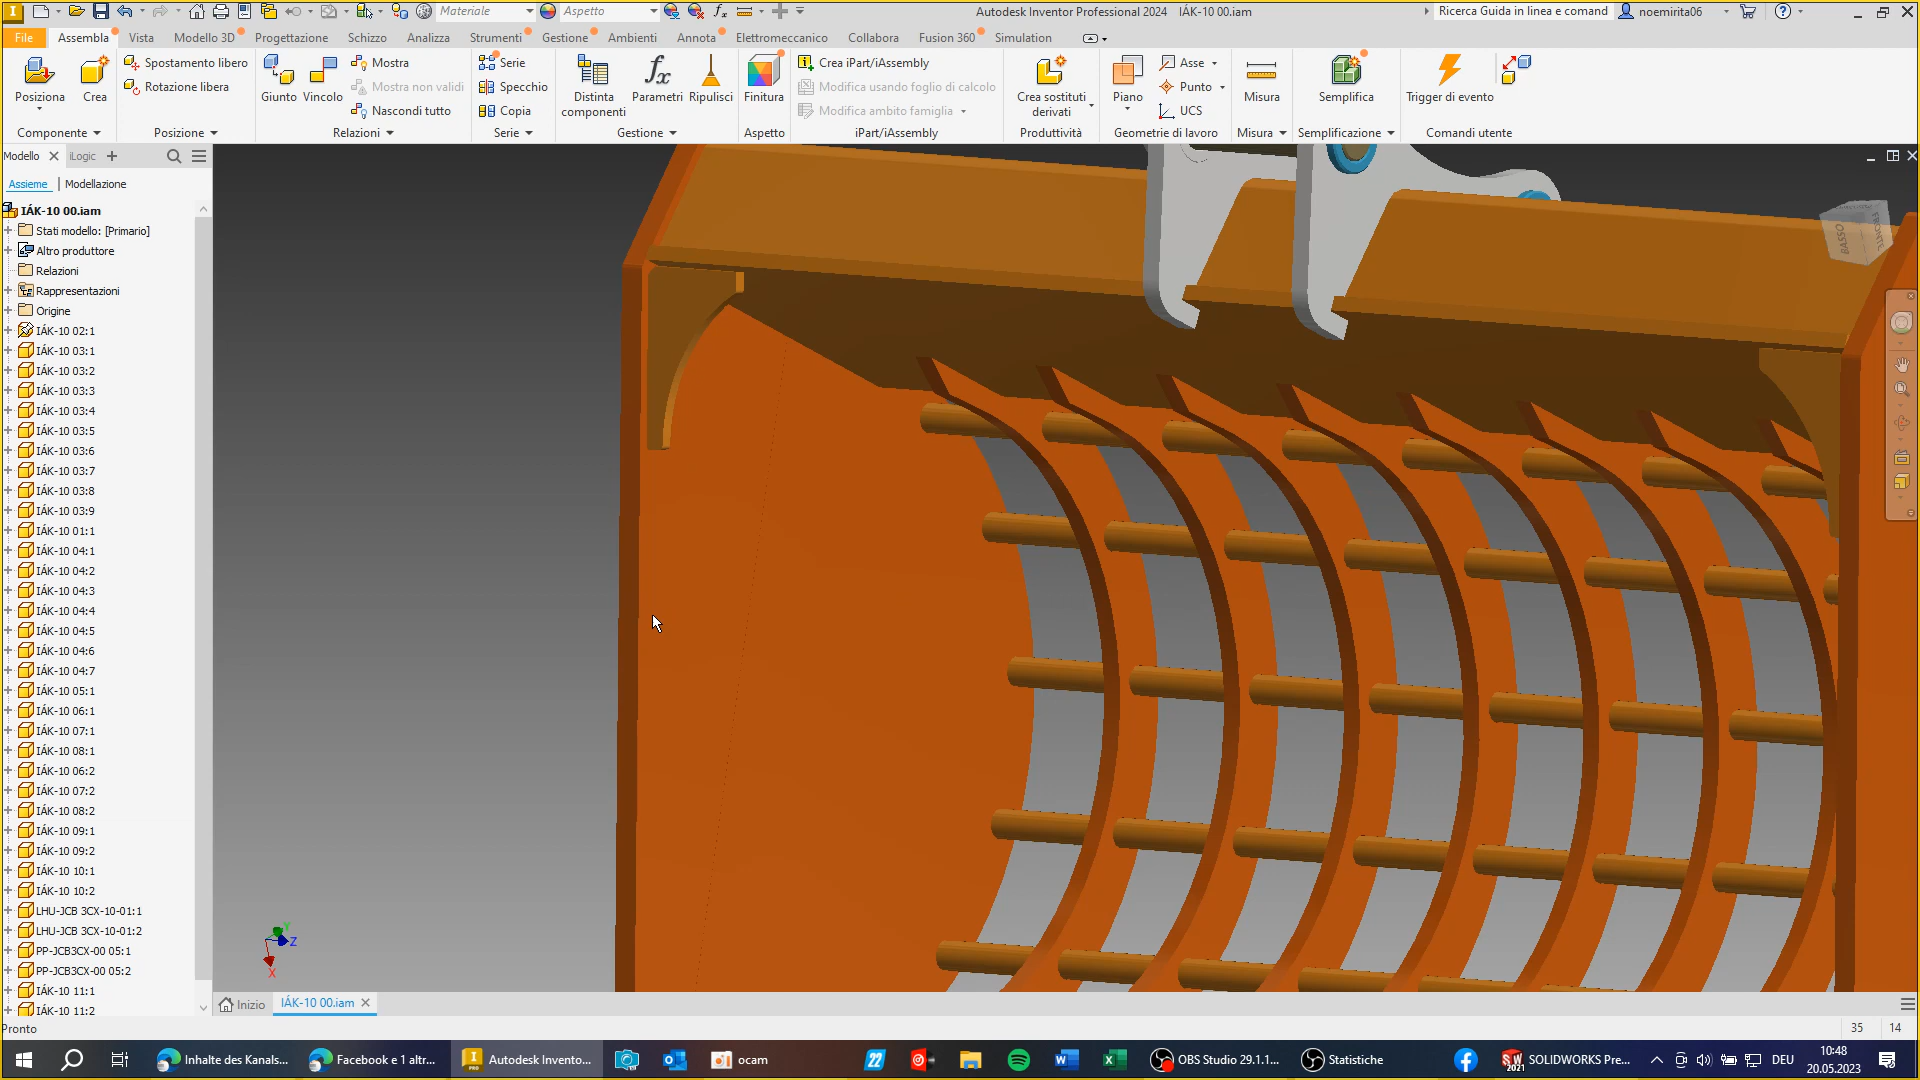 Materiale
Aspetto
Autodesk Inventor Professional 2024 IÁK-10 00.iam
Ricerca Guida in linea e comand
noemirita06
File
Assembla
Vista
Modello 3D
Progettazione
Schizzo
Analizza
Strumenti
Gestione
Ambienti
Annota
Elettromeccanico
Collabora
Fusion 360
Simulation
Posiziona
Crea
Spostamento libero
Rotazione libera
Giunto
Vincolo
Mostra
Mostra non validi
Nascondi tutto
Serie
Specchio
Copia
Distinta
componenti
Parametri
Ripulisci
Finitura
Crea iPart/iAssembly
Modifica usando foglio di calcolo
Modifica ambito famiglia
Crea sostituti
derivati
Piano
Asse
Punto
UCS
Misura
Semplifica
Trigger di evento
Componente
Posizione
Relazioni
Serie
Gestione
Aspetto
iPart/iAssembly
Produttività
Geometrie di lavoro
Misura
Semplificazione
Comandi utente
Modello
iLogic
Assieme
Modellazione
IÁK-10 00.iam
Stati modello: [Primario]
Altro produttore
Relazioni
Rappresentazioni
Origine
IÁK-10 02:1
IÁK-10 03:1
IÁK-10 03:2
IÁK-10 03:3
IÁK-10 03:4
IÁK-10 03:5
IÁK-10 03:6
IÁK-10 03:7
IÁK-10 03:8
IÁK-10 03:9
IÁK-10 01:1
IÁK-10 04:1
IÁK-10 04:2
IÁK-10 04:3
IÁK-10 04:4
IÁK-10 04:5
IÁK-10 04:6
IÁK-10 04:7
IÁK-10 05:1
IÁK-10 06:1
IÁK-10 07:1
IÁK-10 08:1
IÁK-10 06:2
IÁK-10 07:2
IÁK-10 08:2
IÁK-10 09:1
IÁK-10 09:2
IÁK-10 10:1
IÁK-10 10:2
LHU-JCB 3CX-10-01:1
LHU-JCB 3CX-10-01:2
PP-JCB3CX-00 05:1
PP-JCB3CX-00 05:2
IÁK-10 11:1
IÁK-10 11:2
BASSO
Y
Z
X
Inizio
IÁK-10 00.iam
Pronto
35
14
Inhalte des Kanals...
Facebook e 1 altr...
Autodesk Invento...
ocam
22
OBS Studio 29.1.1...
Statistiche
SOLIDWORKS Pre...
DEU
10:48
20.05.2023